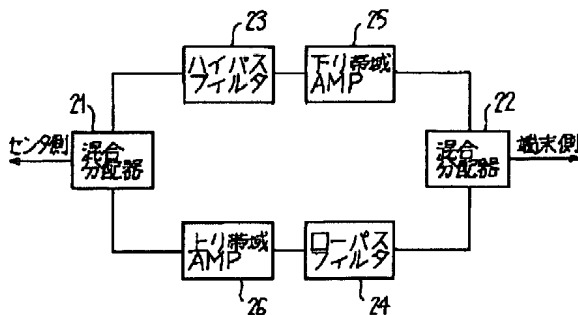 23
25
ハイパス
フィルタ
下り帯域
AMP
21
22
センタ側
混合
分配器
混合
分配器
端末側
上り帯域
AMP
ローパス
フィルタ
26
24